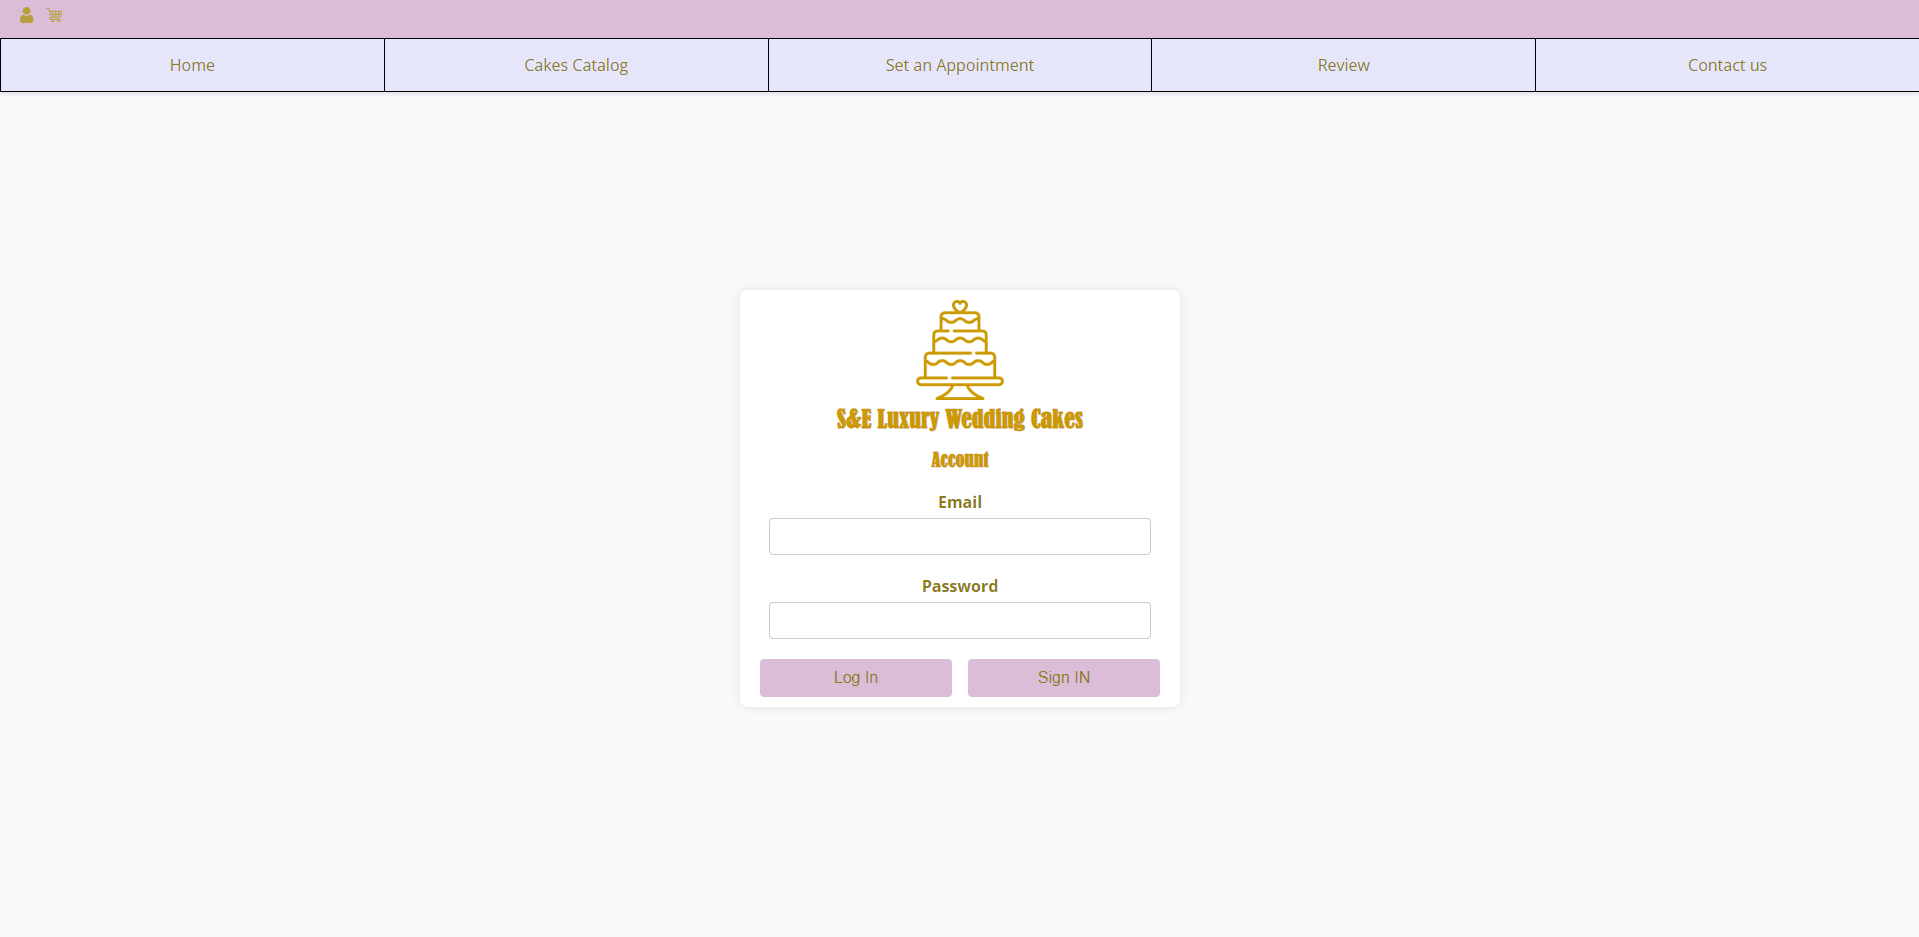 Home
Cakes Catalog
Set an Appointment
Review
Contact us
S&E Luxury Wedding Cakes
Account
Email
Password
Log In
Sign IN